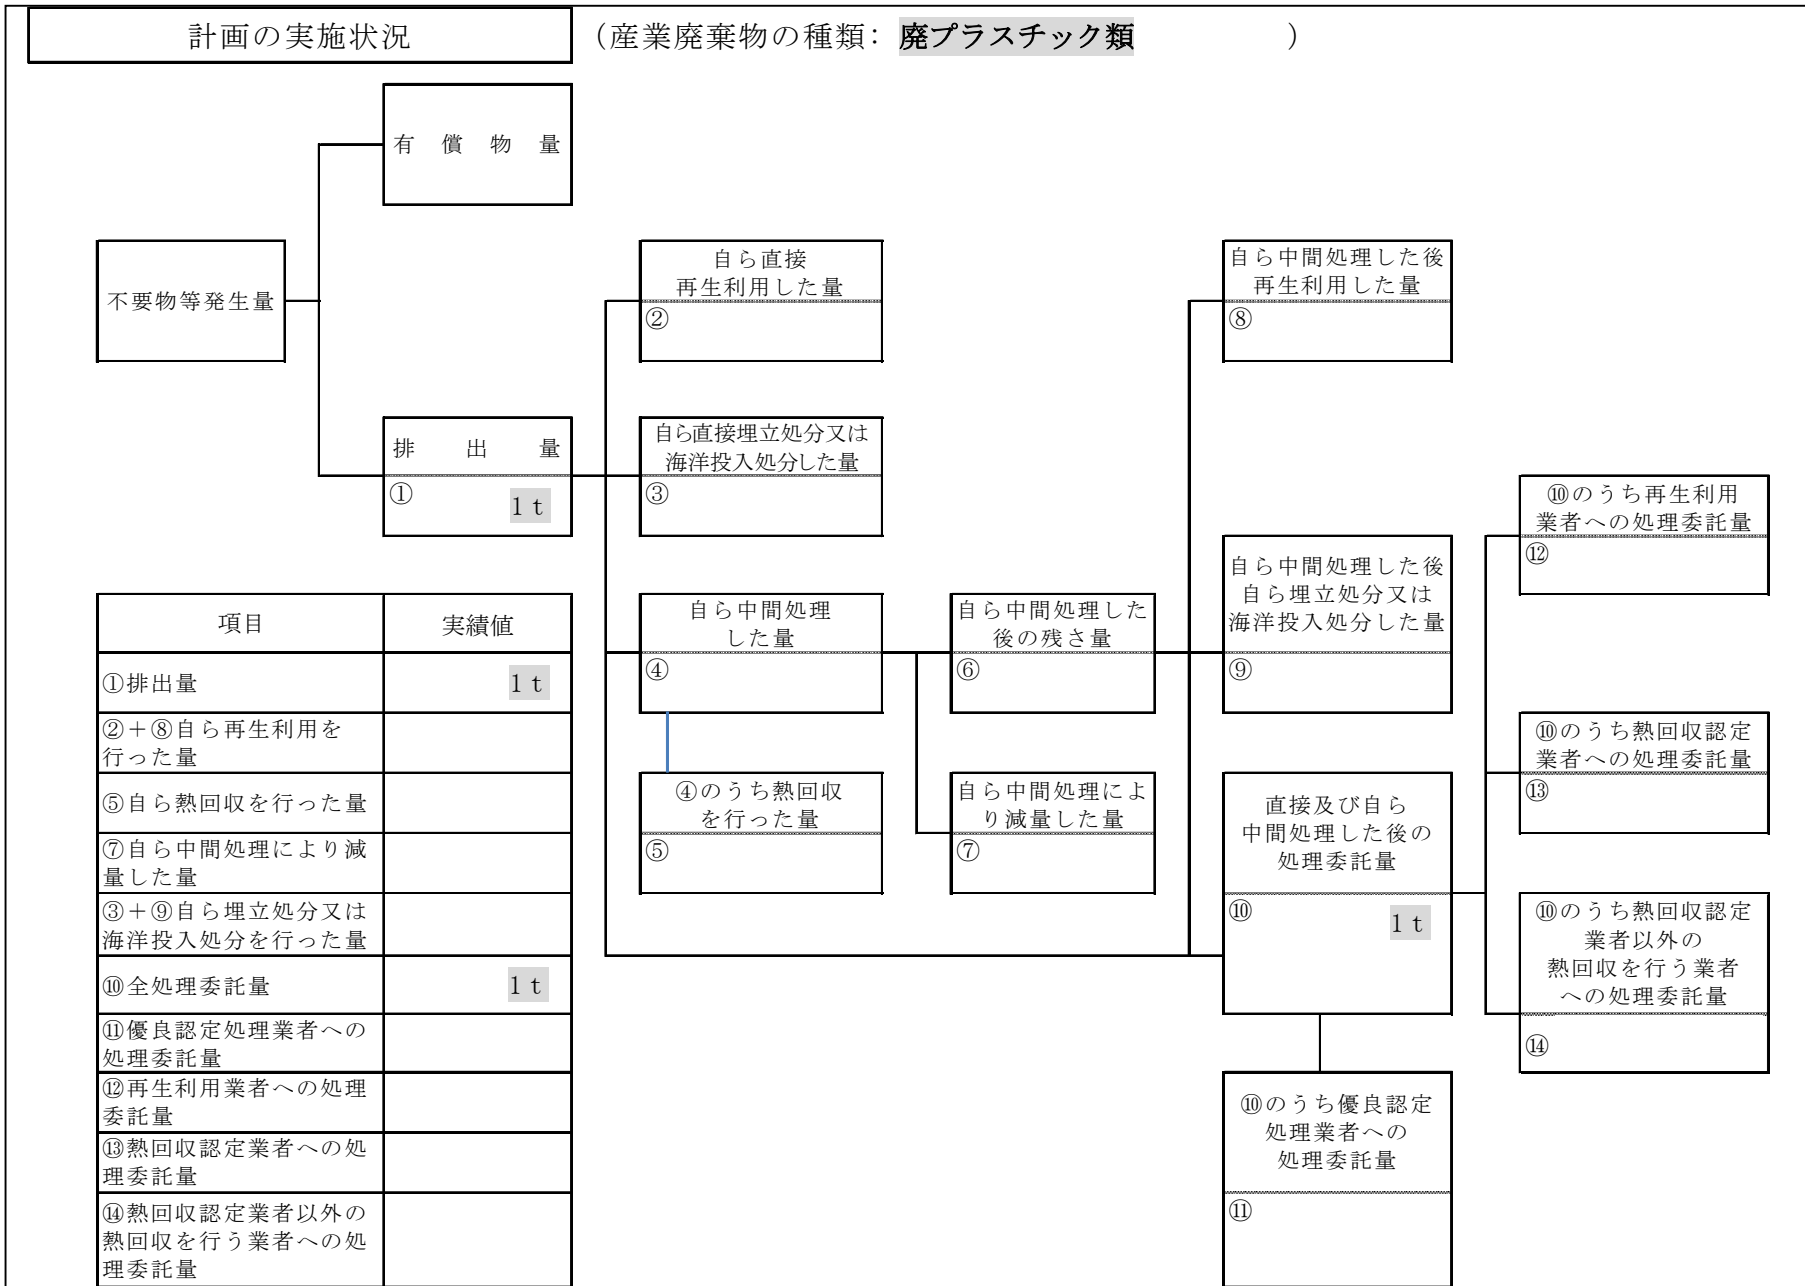 計画の実施状況
（産業廃棄物の種類：廃プラスチック類　）
有償物量
不要物等発生量
排出量
① 1 t
自ら直接
再生利用した量
②
自ら直接埋立処分又は
海洋投入処分した量
③
自ら中間処理
した量
④
④のうち熱回収
を行った量
⑤
自ら中間処理した
後の残さ量
⑥
自ら中間処理によ
り減量した量
⑦
自ら中間処理した後
再生利用した量
⑧
自ら中間処理した後
自ら埋立処分又は
海洋投入処分した量
⑨
直接及び自ら
中間処理した後の
処理委託量
⑩ 1 t
⑩のうち優良認定
処理業者への
処理委託量
⑪
⑩のうち再生利用
業者への処理委託量
⑫
⑩のうち熱回収認定
業者への処理委託量
⑬
⑩のうち熱回収認定
業者以外の
熱回収を行う業者
への処理委託量
⑭
項目 実績値
①排出量 1 t
②＋⑧自ら再生利用を
行った量
⑤自ら熱回収を行った量
⑦自ら中間処理により減
量した量
③＋⑨自ら埋立処分又は
海洋投入処分を行った量
⑩全処理委託量 1 t
⑪優良認定処理業者への
処理委託量
⑫再生利用業者への処理
委託量
⑬熱回収認定業者への処
理委託量
⑭熱回収認定業者以外の
熱回収を行う業者への処
理委託量